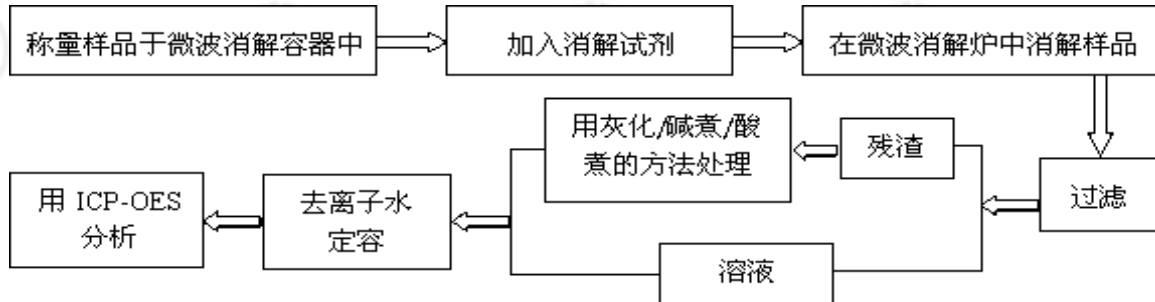 称量样品于微波消解容器中
加入消解试剂
在微波消解炉中消解样品
过滤
残渣
用灰化/碱煮/酸
煮的方法处理
溶液
去离子水
定容
用 ICP-OES
分析